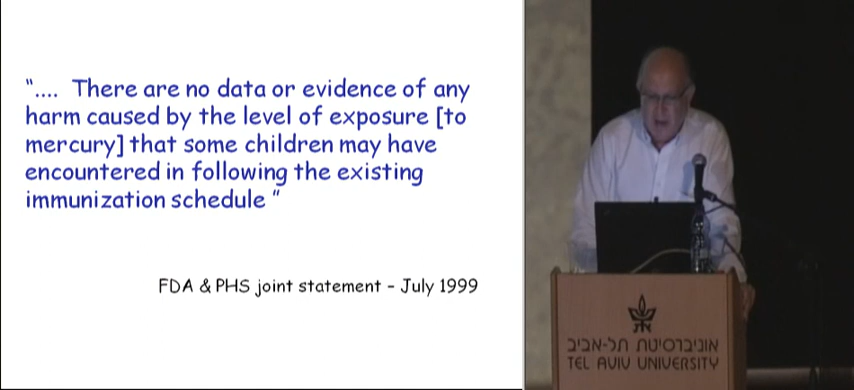 “....  There are no data or evidence of any
harm caused by the level of exposure [to
mercury] that some children may have
encountered in following the existing
immunization schedule ”
FDA & PHS joint statement – July 1999
אוניברסיטת תל-אביב
TEL AVIV UNIVERSITY